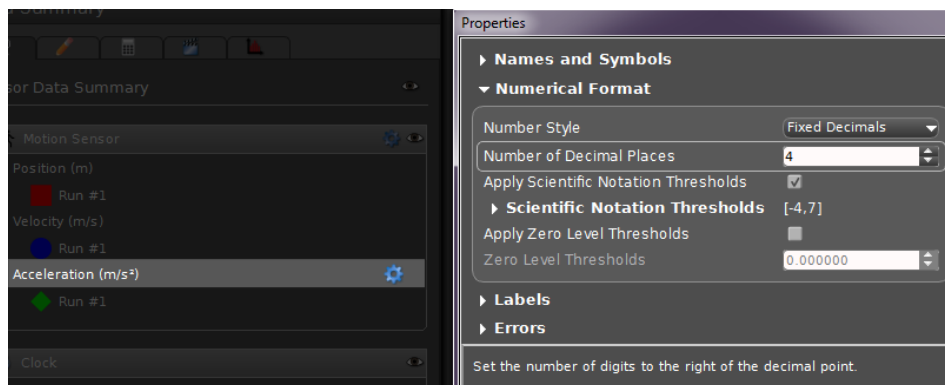 Summary
sor Data Summary
Motion Sensor
Position (m)
Run #1
Velocity (m/s)
Run #1
Acceleration (m/s²)
Run #1
Clock
Properties
Names and Symbols
Numerical Format
Number Style Fixed Decimals
Number of Decimal Places 4
Apply Scientific Notation Thresholds
Scientific Notation Thresholds [-4,7]
Apply Zero Level Thresholds
Zero Level Thresholds 0.000000
Labels
Errors
Set the number of digits to the right of the decimal point.